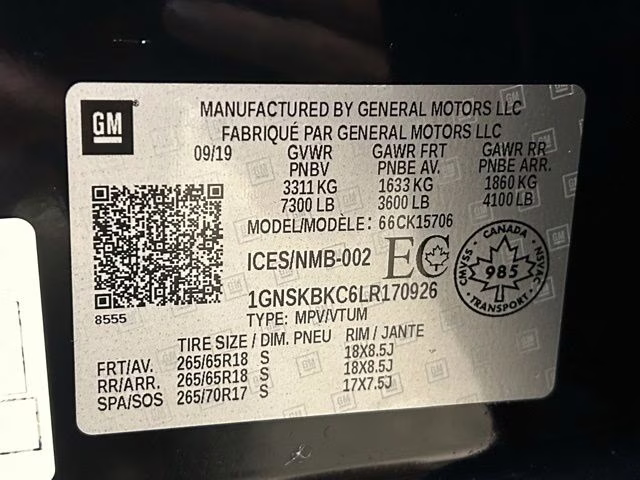 GM
MANUFACTURED BY GENERAL MOTORS LLC
FABRIQUÉ PAR GENERAL MOTORS LLC
09/19 GVWR GAWR FRT GAWR RR
PNBV PNBE AV. PNBE ARR.
3311 KG 1633 KG 1860 KG
7300 LB 3600 LB 4100 LB
MODEL/MODÈLE: 66CK15706
ICES/NMB-002 EC
CANADA
CMVSS 985 NSVAC
TRANSPORT
1GNSKBKC6LR170926
8555
TYPE: MPV/VTUM
TIRE SIZE / DIM. PNEU RIM / JANTE
FRT/AV. 265/65R18 S 18X8.5J
RR/ARR. 265/65R18 S 18X8.5J
SPA/SOS 265/70R17 S 17X7.5J